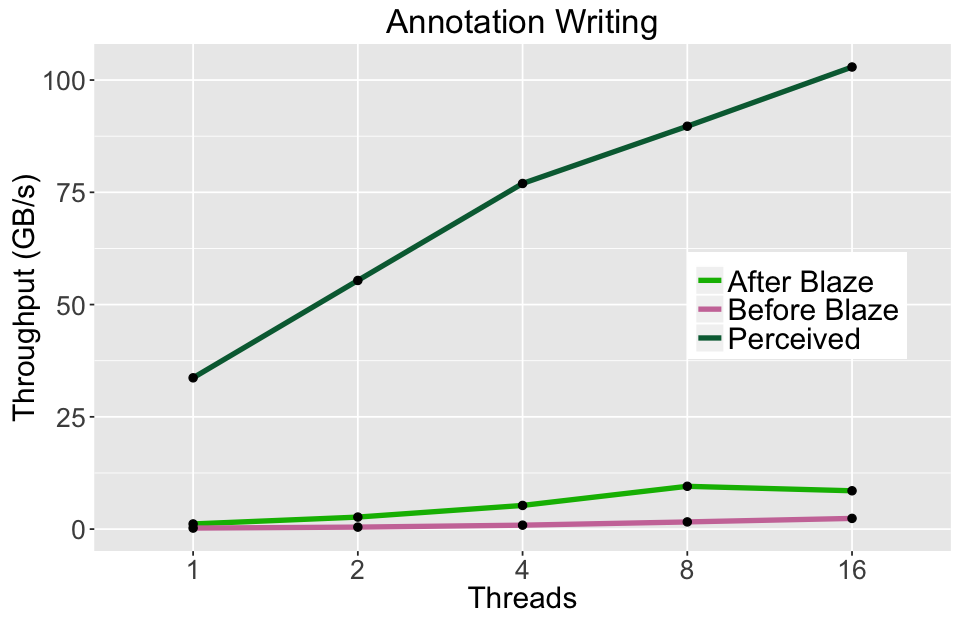 Annotation Writing
Throughput (GB/s)
100
75
50
25
0
After Blaze
Before Blaze
Perceived
1 2 4 8 16
Threads